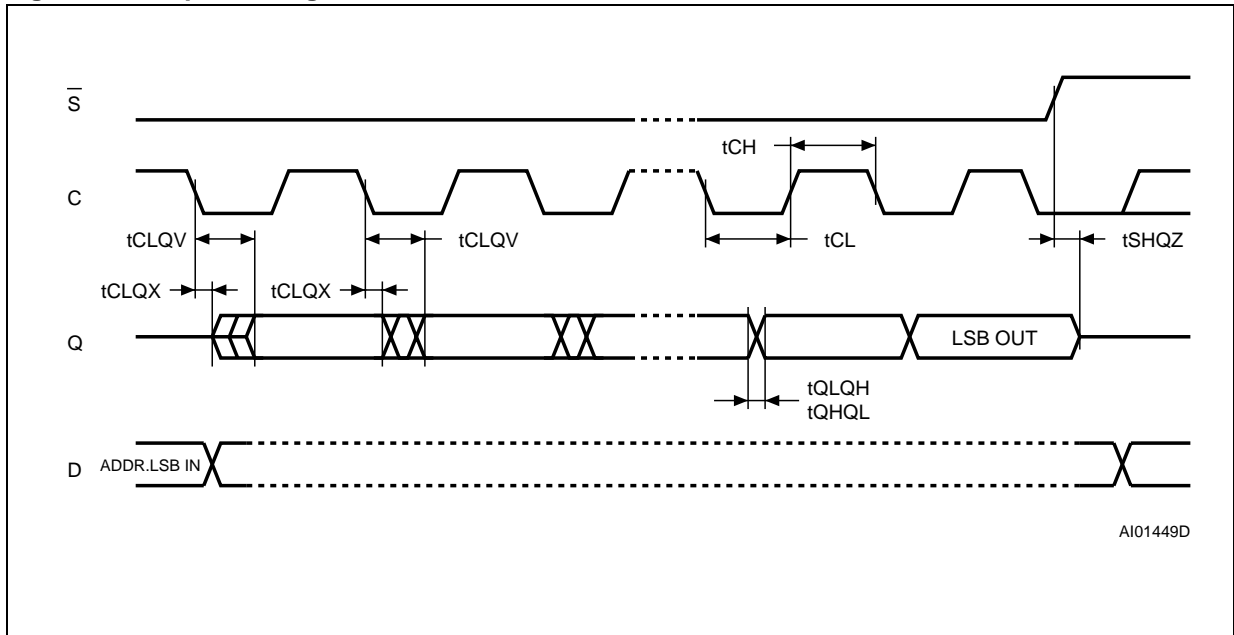 S
tCH
C
tCLQV
tCLQV
tCL
tSHQZ
tCLQX
tCLQX
Q
LSB OUT
tQLQH
tQHQL
D
ADDR.LSB IN
AI01449D